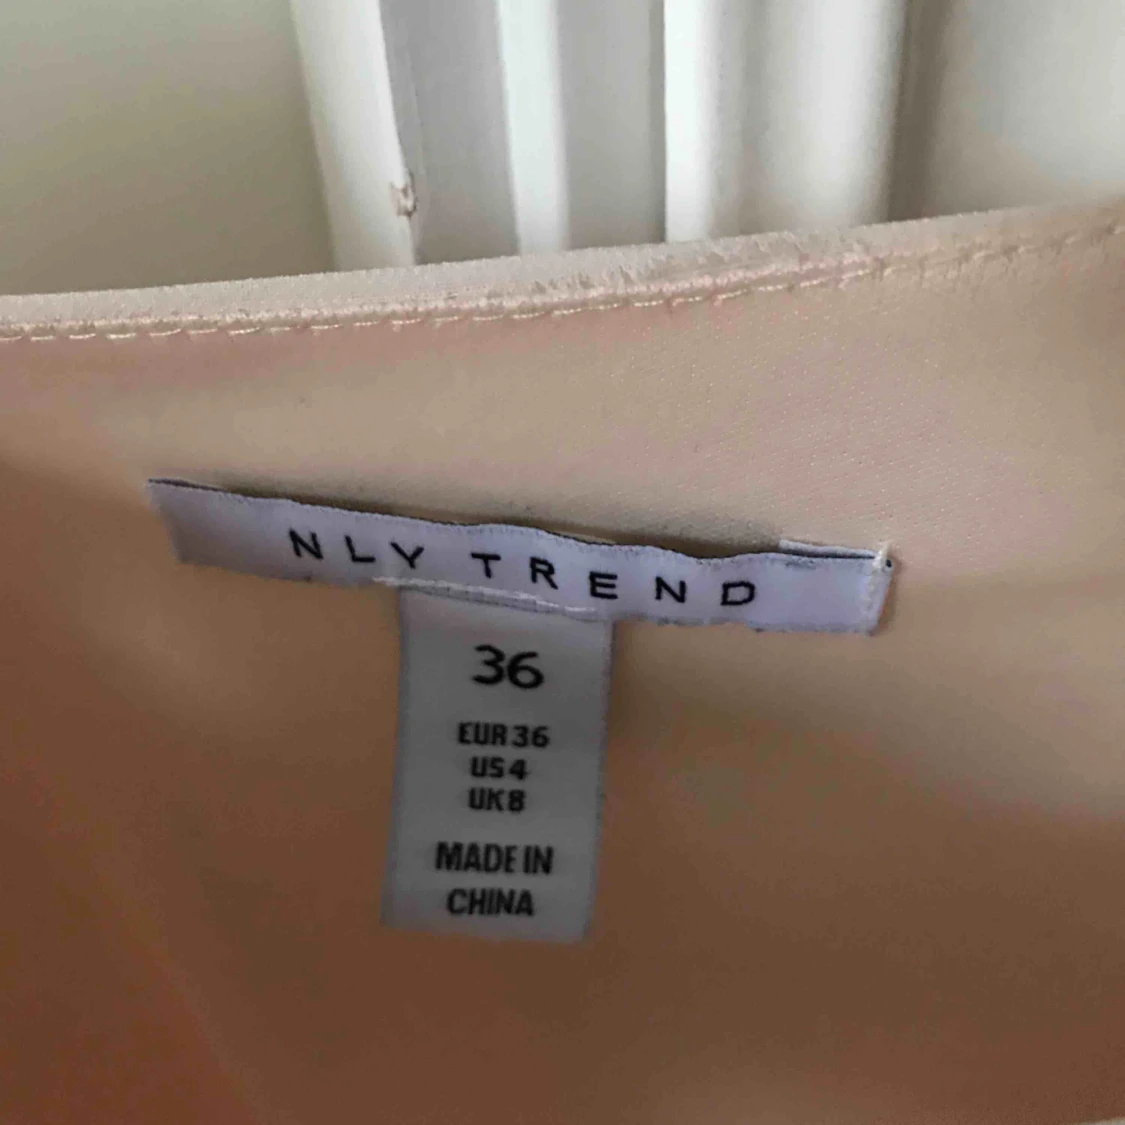 NLY TREND
36
EUR 36
US 4
UK 8
MADE IN
CHINA